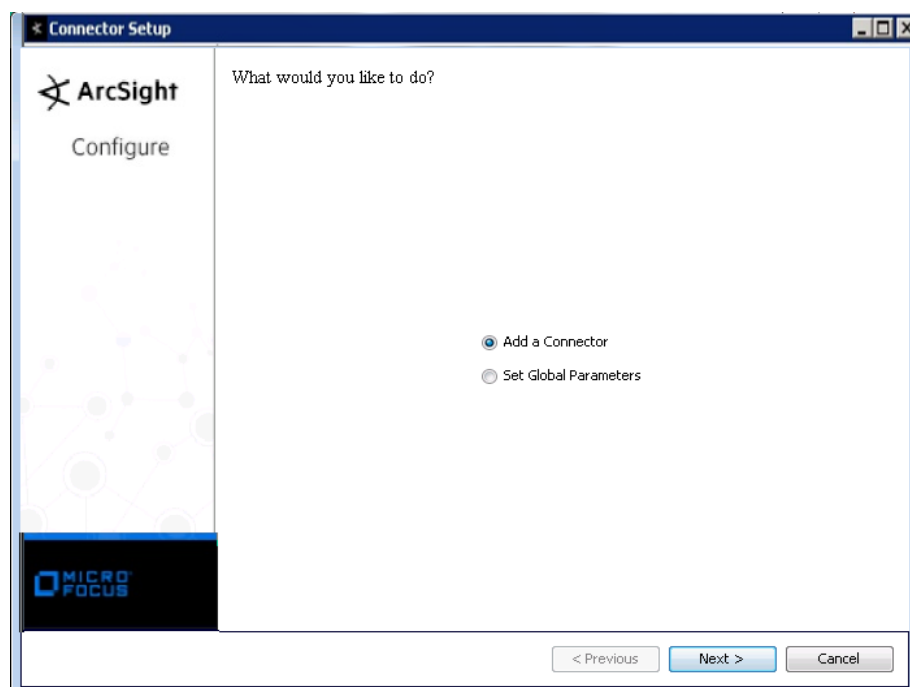 Connector Setup
ArcSight
Configure
What would you like to do?
Add a Connector
Set Global Parameters
MICRO
FOCUS
< Previous
Next >
Cancel